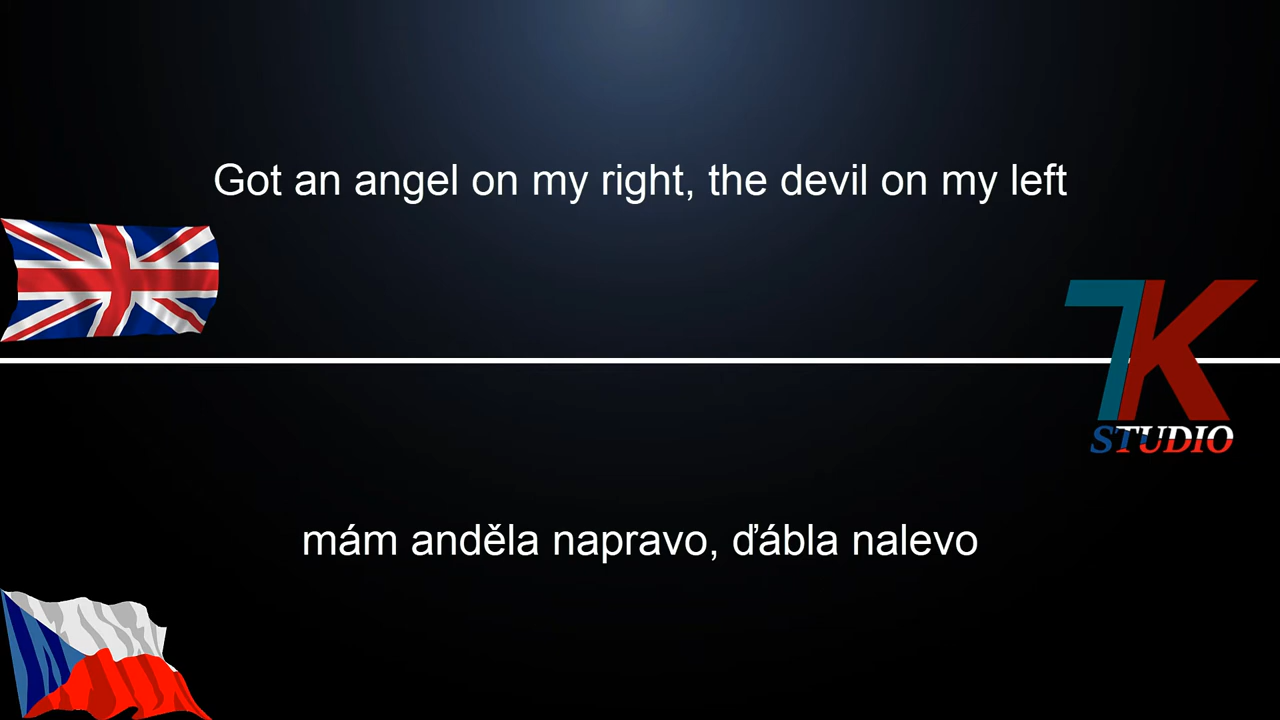 Got an angel on my right, the devil on my left
7K
STUDIO
mám anděla napravo, ďábla nalevo